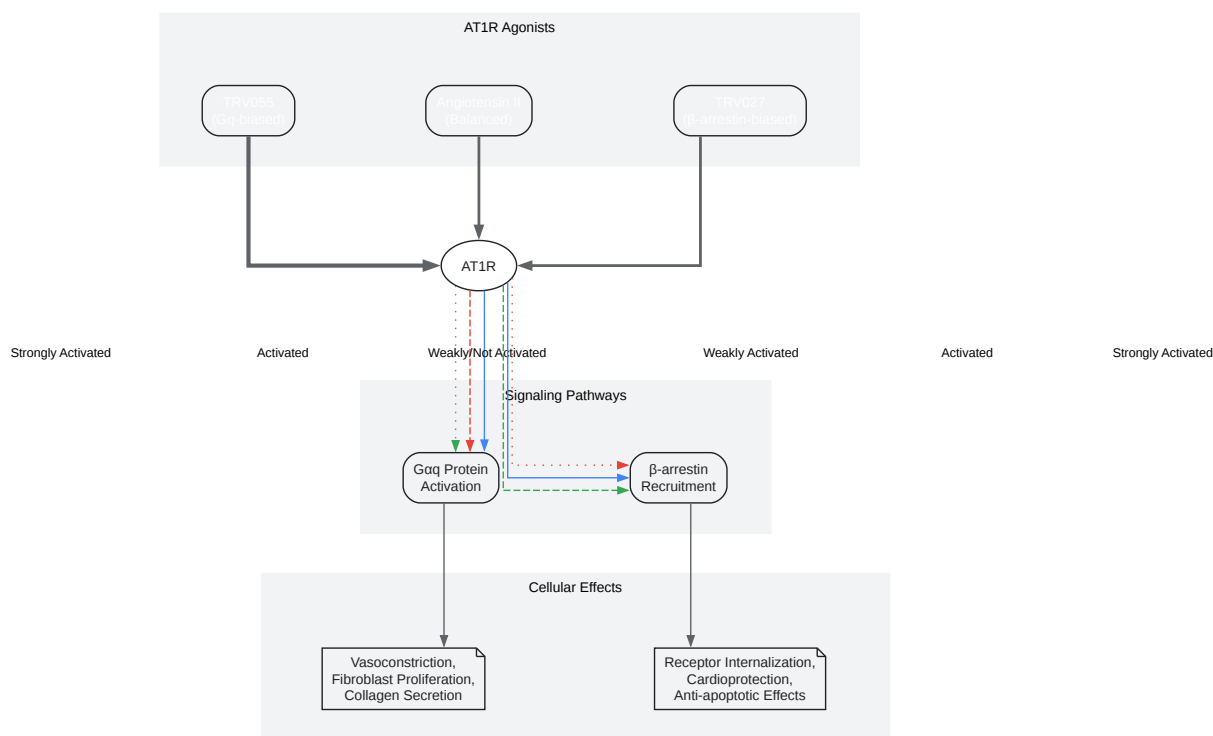 AT1R Agonists
TRV055
(Gq-biased)
Angiotensin II
(Balanced)
TRV027
(β-arrestin-biased)
AT1R
Strongly Activated
Activated
Weakly/Not Activated
Weakly Activated
Activated
Strongly Activated
Signaling Pathways
Gαq Protein
Activation
β-arrestin
Recruitment
Cellular Effects
Vasoconstriction,
Fibroblast Proliferation,
Collagen Secretion
Receptor Internalization,
Cardioprotection,
Anti-apoptotic Effects